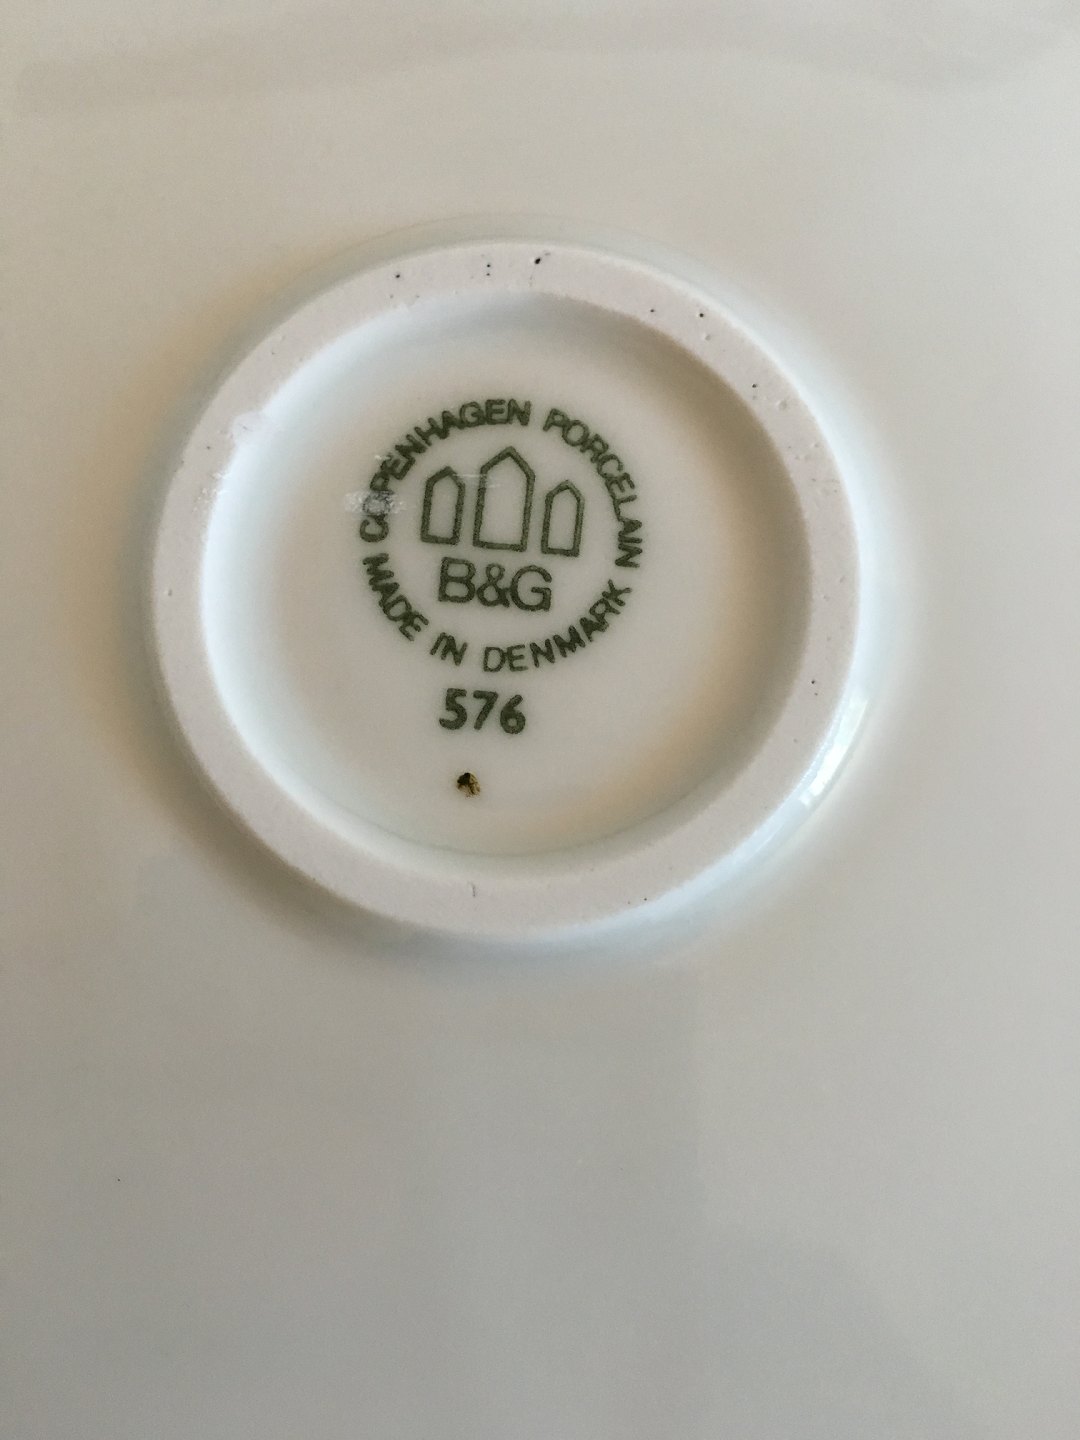 COPENHAGEN PORCELAIN
B&G
MADE IN DENMARK
576